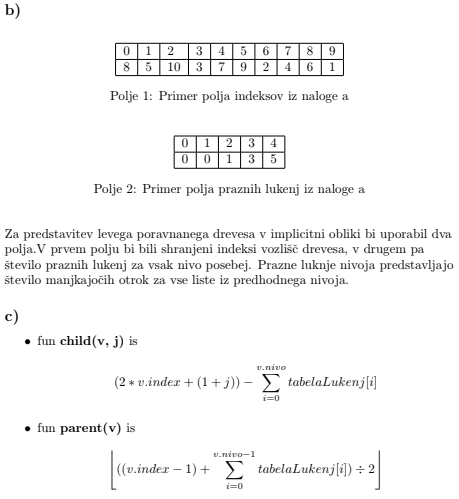 b)
0 1 2 3 4 5 6 7 8 9
8 5 10 3 7 9 2 4 6 1
Polje 1: Primer polja indeksov iz naloge a
0 1 2 3 4
0 0 1 3 5
Polje 2: Primer polja praznih lukenj iz naloge a
Za predstavitev levega poravnanega drevesa v implicitni obliki bi uporabil dva
polja.V prvem polju bi bili shranjeni indeksi vozlišč drevesa, v drugem pa
število praznih lukenj za vsak nivo posebej. Prazne luknje nivoja predstavljajo
število manjkajočih otrok za vse liste iz predhodnega nivoja.
c)
• fun child(v, j) is
(2 ∗ v.index + (1 + j)) − ∑_{i=0}^{v.nivo} tabelaLukenj[i]
• fun parent(v) is
⌊((v.index − 1) + ∑_{i=0}^{v.nivo−1} tabelaLukenj[i]) ÷ 2⌋